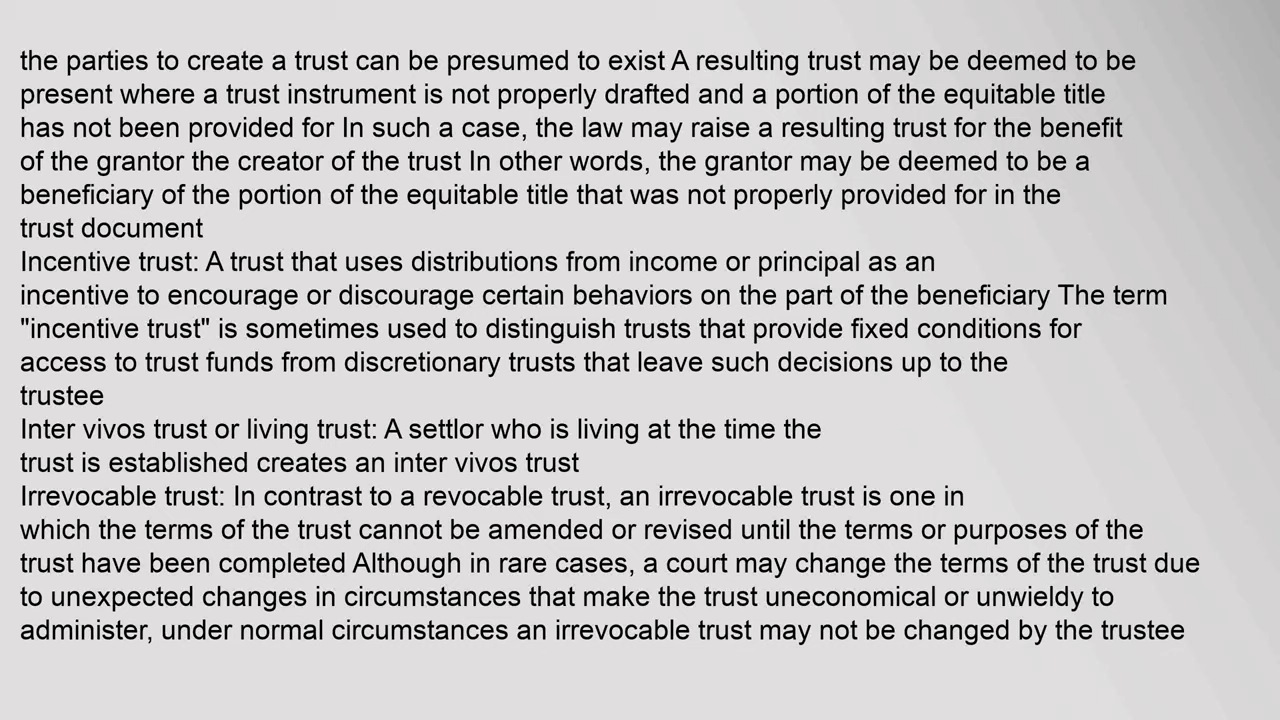 the parties to create a trust can be presumed to exist A resulting trust may be deemed to be
present where a trust instrument is not properly drafted and a portion of the equitable title
has not been provided for In such a case, the law may raise a resulting trust for the benefit
of the grantor the creator of the trust In other words, the grantor may be deemed to be a
beneficiary of the portion of the equitable title that was not properly provided for in the
trust document
Incentive trust: A trust that uses distributions from income or principal as an
incentive to encourage or discourage certain behaviors on the part of the beneficiary The term
"incentive trust" is sometimes used to distinguish trusts that provide fixed conditions for
access to trust funds from discretionary trusts that leave such decisions up to the
trustee
Inter vivos trust or living trust: A settlor who is living at the time the
trust is established creates an inter vivos trust
Irrevocable trust: In contrast to a revocable trust, an irrevocable trust is one in
which the terms of the trust cannot be amended or revised until the terms or purposes of the
trust have been completed Although in rare cases, a court may change the terms of the trust due
to unexpected changes in circumstances that make the trust uneconomical or unwieldy to
administer, under normal circumstances an irrevocable trust may not be changed by the trustee